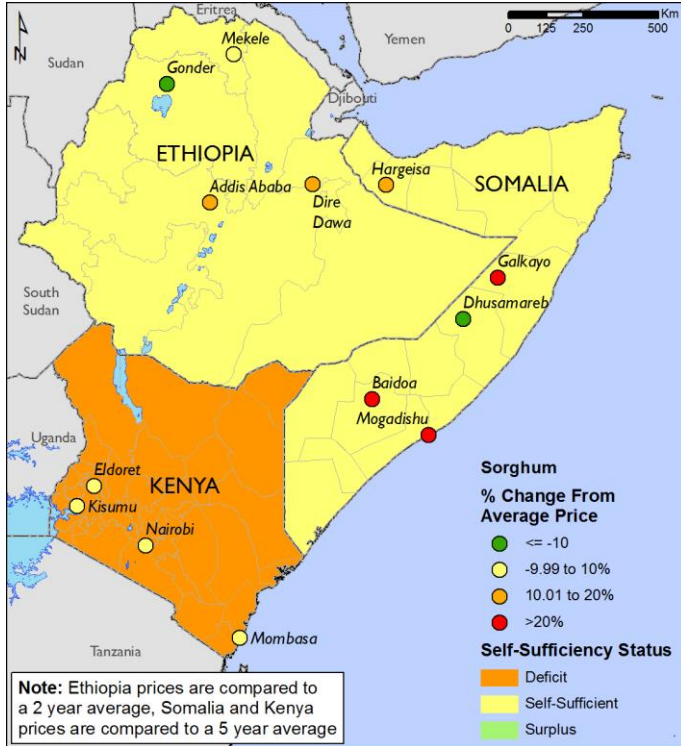 Eritrea
Yemen
Km
0 125 250 500
Sudan
Mekele
Gonder
Djibouti
ETHIOPIA
Hargeisa
SOMALIA
Addis Ababa
Dire
Dawa
South
Sudan
Galkayo
Dhusamareb
Baidoa
Mogadishu
Uganda
Eldoret
KENYA
Kisumu
Nairobi
Mombasa
Tanzania
Sorghum
% Change From
Average Price
<= -10
-9.99 to 10%
10.01 to 20%
>20%
Self-Sufficiency Status
Deficit
Self-Sufficient
Surplus
Note: Ethiopia prices are compared to
a 2 year average, Somalia and Kenya
prices are compared to a 5 year average
N